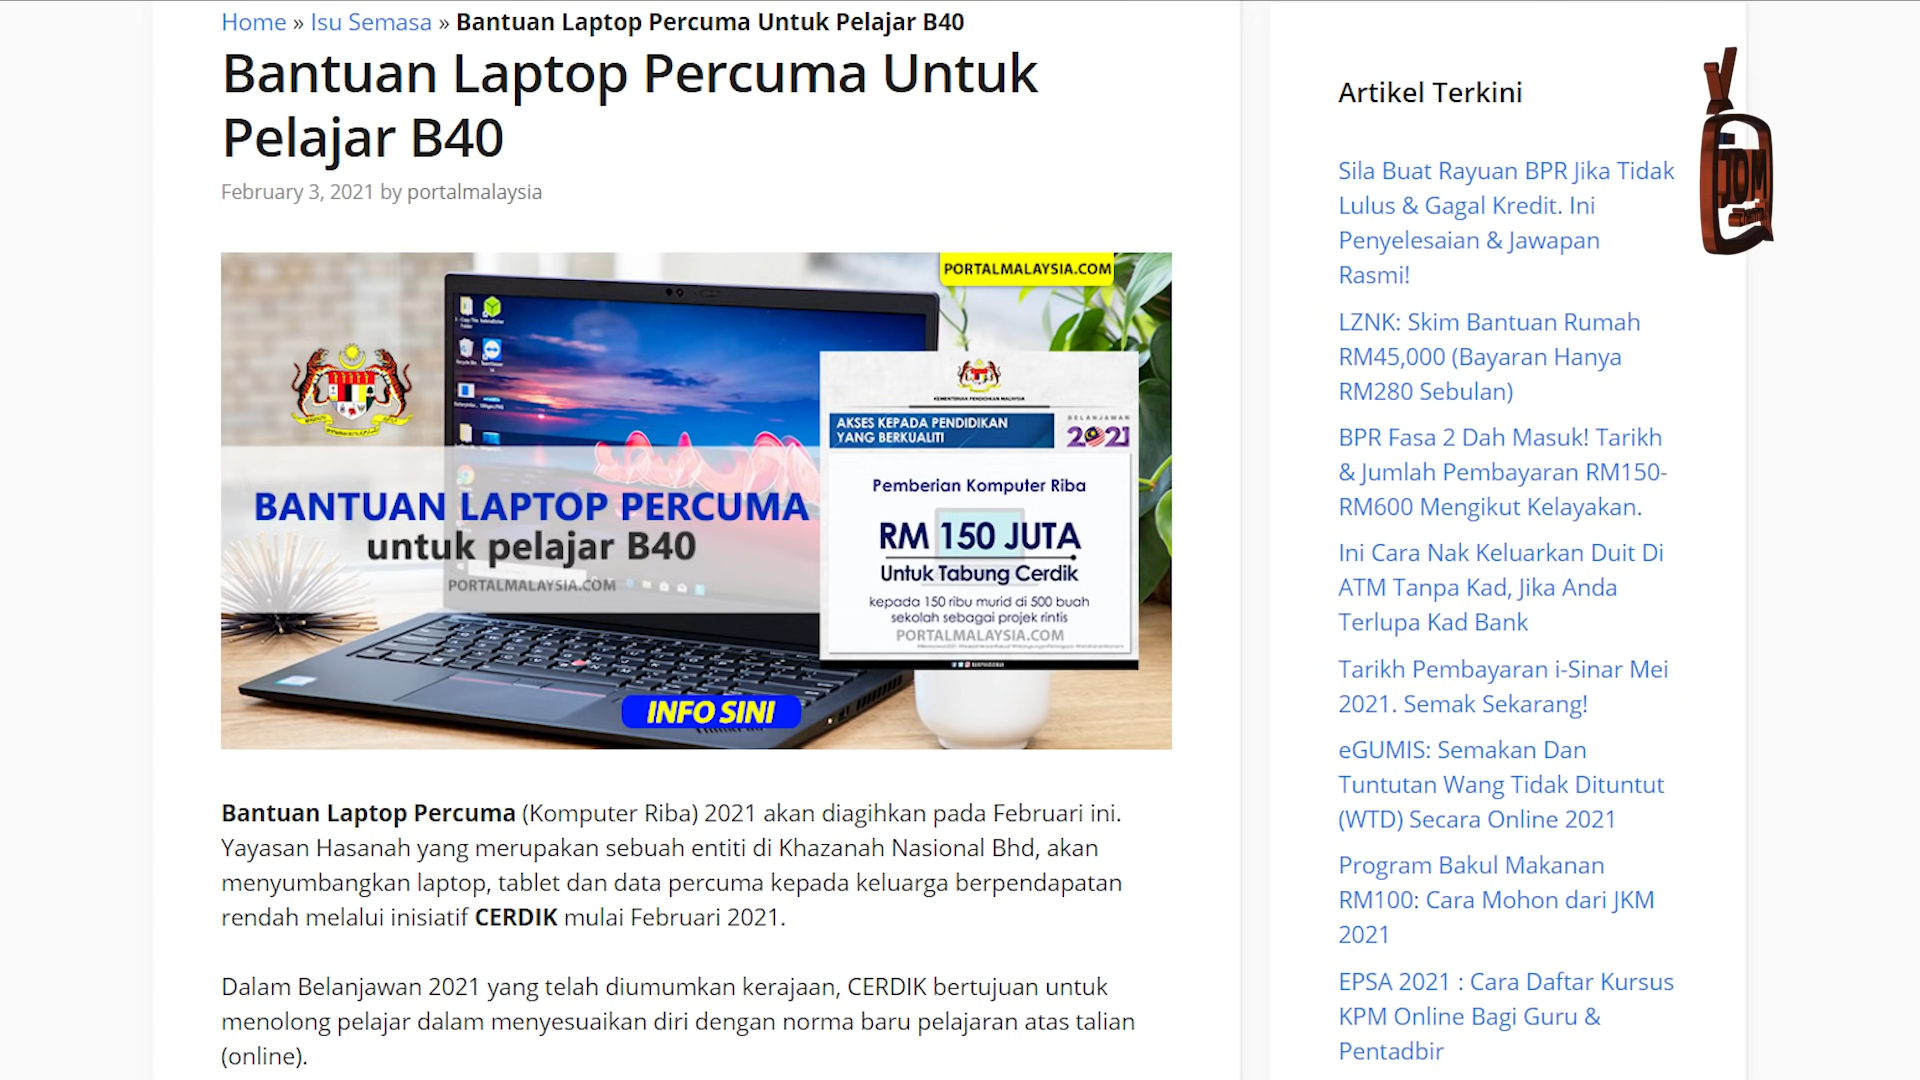 Home » Isu Semasa » Bantuan Laptop Percuma Untuk Pelajar B40
Bantuan Laptop Percuma Untuk
Pelajar B40
February 3, 2021 by portalmalaysia
PORTALMALAYSIA.COM
BANTUAN LAPTOP PERCUMA
untuk pelajar B40
PORTALMALAYSIA.COM
KEMENTERIAN PENDIDIKAN MALAYSIA
AKSES KEPADA PENDIDIKAN
YANG BERKUALITI
BELANJAWAN
2021
Pemberian Komputer Riba
RM 150 JUTA
Untuk Tabung Cerdik
kepada 150 ribu murid di 500 buah
sekolah sebagai projek rintis
PORTALMALAYSIA.COM
INFO SINI
Bantuan Laptop Percuma (Komputer Riba) 2021 akan diagihkan pada Februari ini.
Yayasan Hasanah yang merupakan sebuah entiti di Khazanah Nasional Bhd, akan
menyumbangkan laptop, tablet dan data percuma kepada keluarga berpendapatan
rendah melalui inisiatif CERDIK mulai Februari 2021.
Dalam Belanjawan 2021 yang telah diumumkan kerajaan, CERDIK bertujuan untuk
menolong pelajar dalam menyesuaikan diri dengan norma baru pelajaran atas talian
(online).
Artikel Terkini
Sila Buat Rayuan BPR Jika Tidak
Lulus & Gagal Kredit. Ini
Penyelesaian & Jawapan
Rasmi!
LZNK: Skim Bantuan Rumah
RM45,000 (Bayaran Hanya
RM280 Sebulan)
BPR Fasa 2 Dah Masuk! Tarikh
& Jumlah Pembayaran RM150-
RM600 Mengikut Kelayakan.
Ini Cara Nak Keluarkan Duit Di
ATM Tanpa Kad, Jika Anda
Terlupa Kad Bank
Tarikh Pembayaran i-Sinar Mei
2021. Semak Sekarang!
eGUMIS: Semakan Dan
Tuntutan Wang Tidak Dituntut
(WTD) Secara Online 2021
Program Bakul Makanan
RM100: Cara Mohon dari JKM
2021
EPSA 2021 : Cara Daftar Kursus
KPM Online Bagi Guru &
Pentadbir
JOM